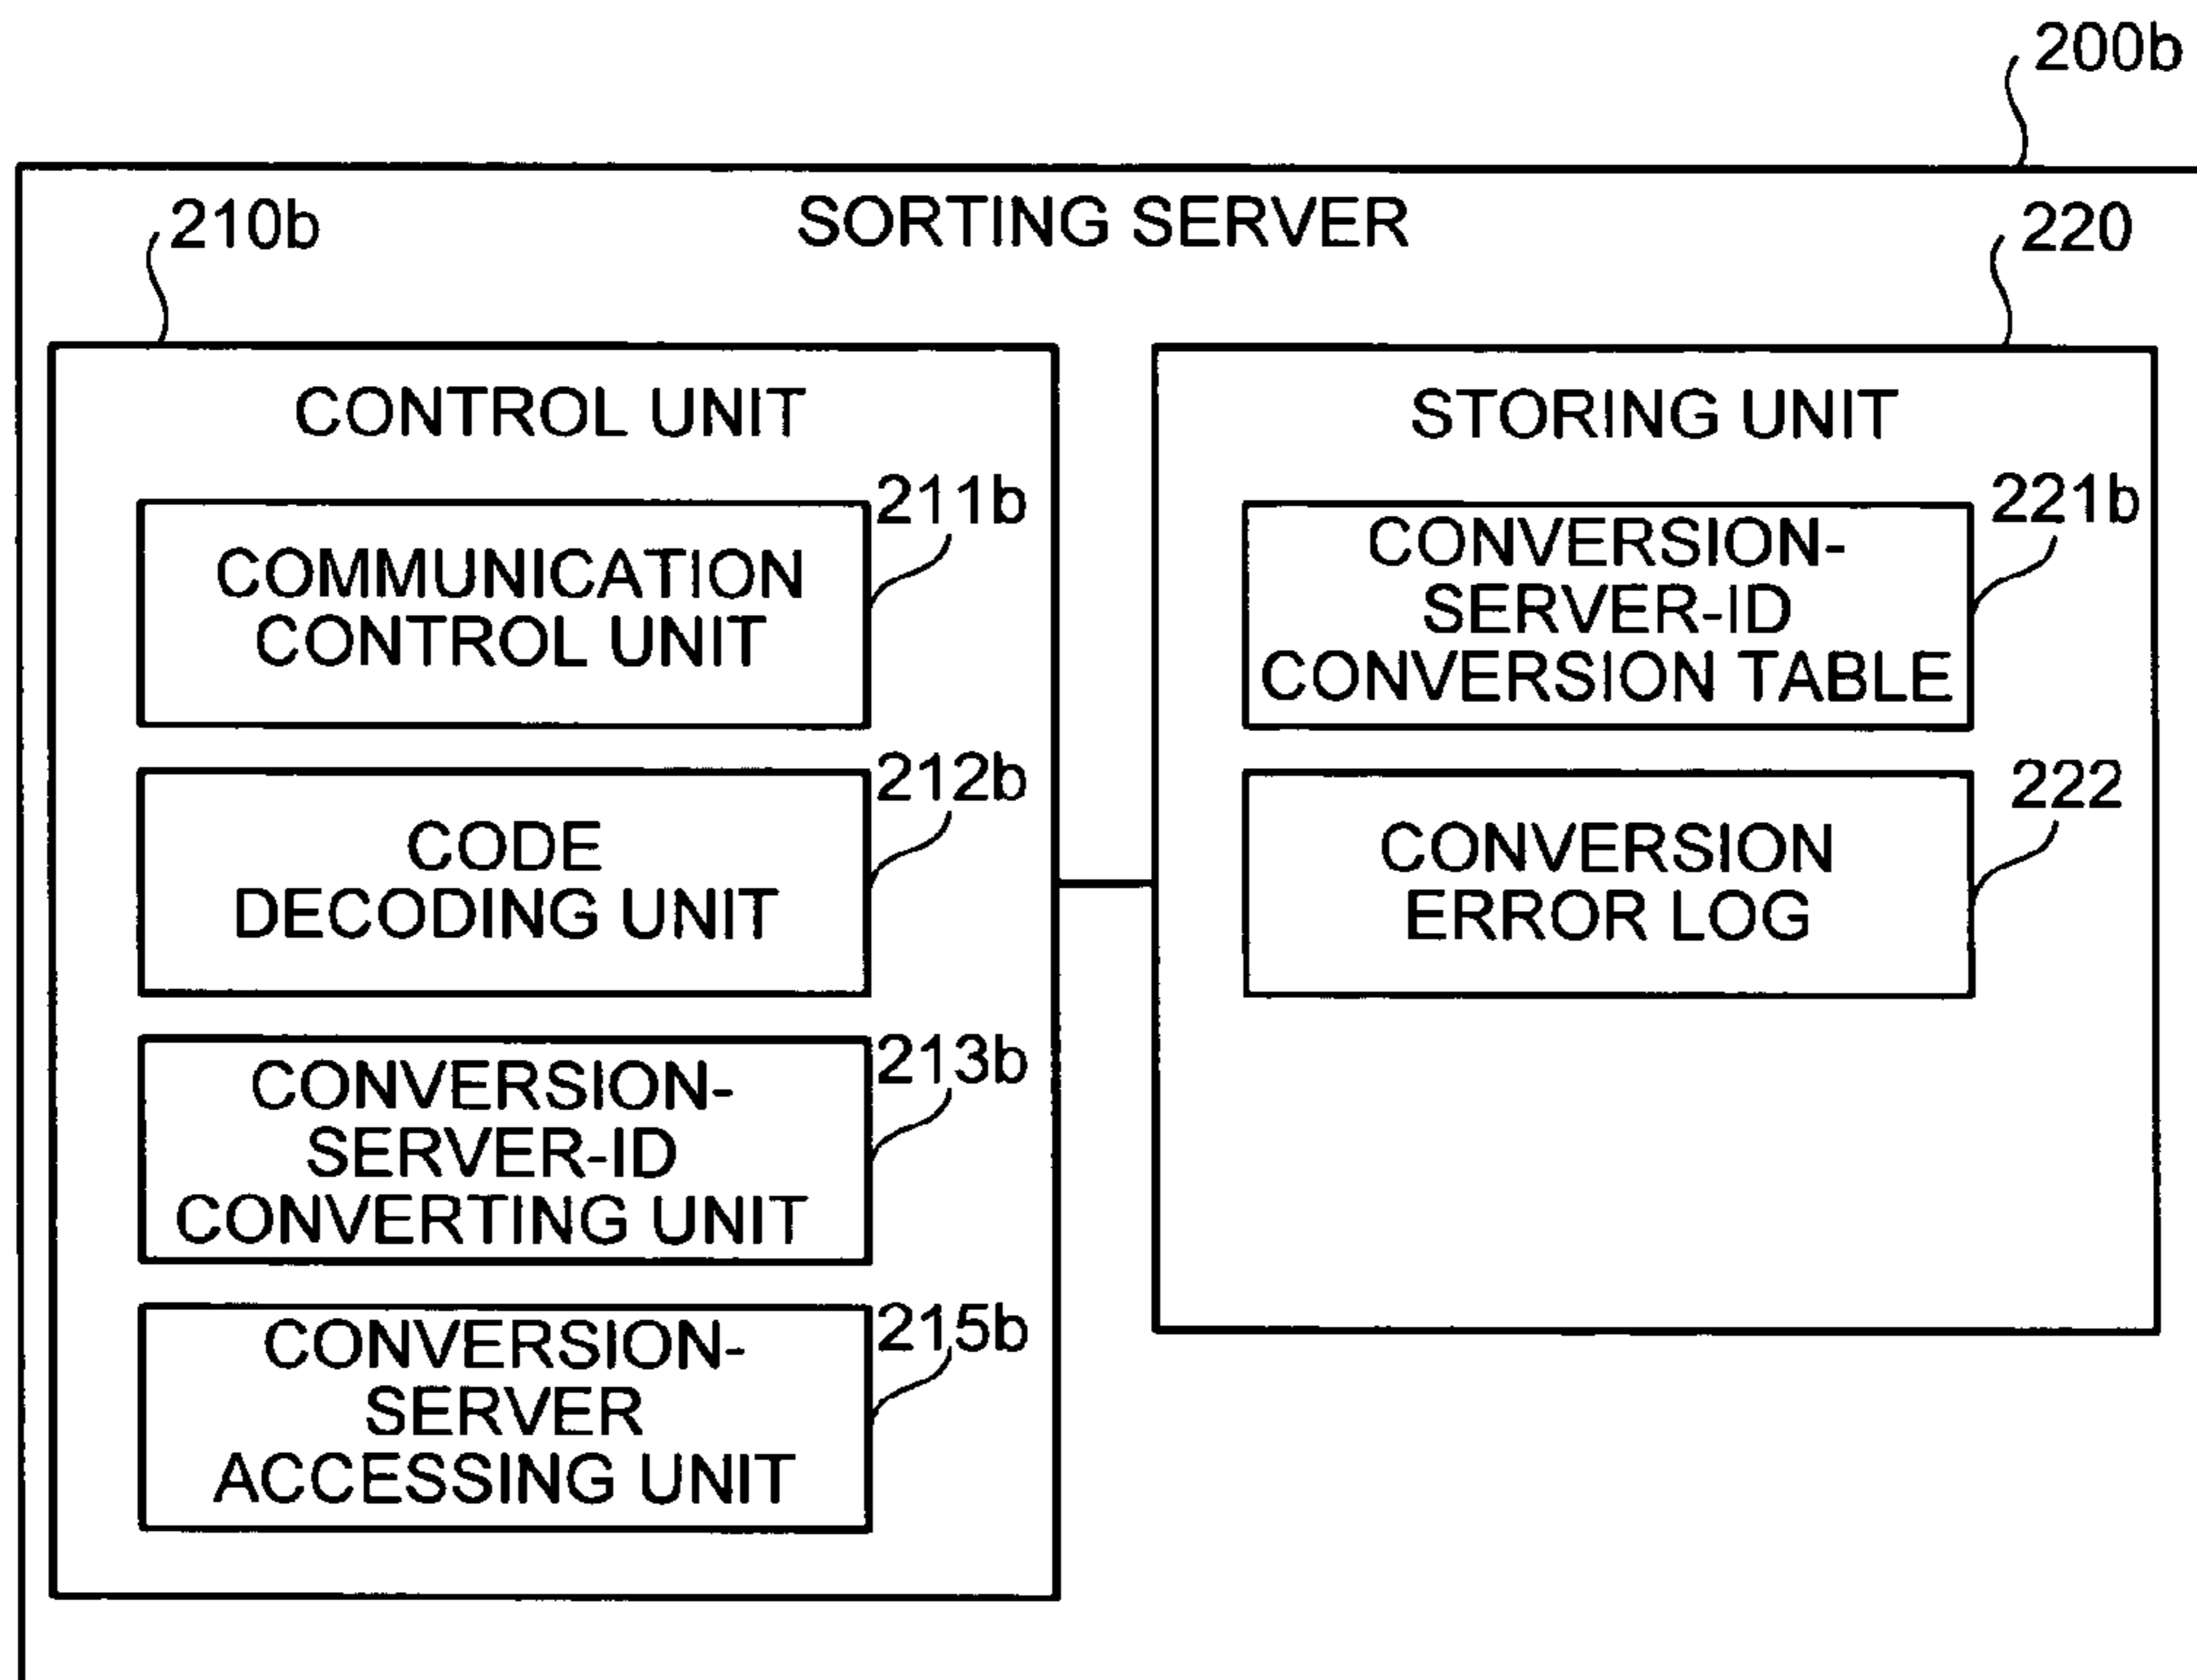 200b
SORTING SERVER
210b
220
CONTROL UNIT
211b
COMMUNICATION
CONTROL UNIT
212b
CODE
DECODING UNIT
213b
CONVERSION-
SERVER-ID
CONVERTING UNIT
215b
CONVERSION-
SERVER
ACCESSING UNIT
STORING UNIT
221b
CONVERSION-
SERVER-ID
CONVERSION TABLE
222
CONVERSION
ERROR LOG